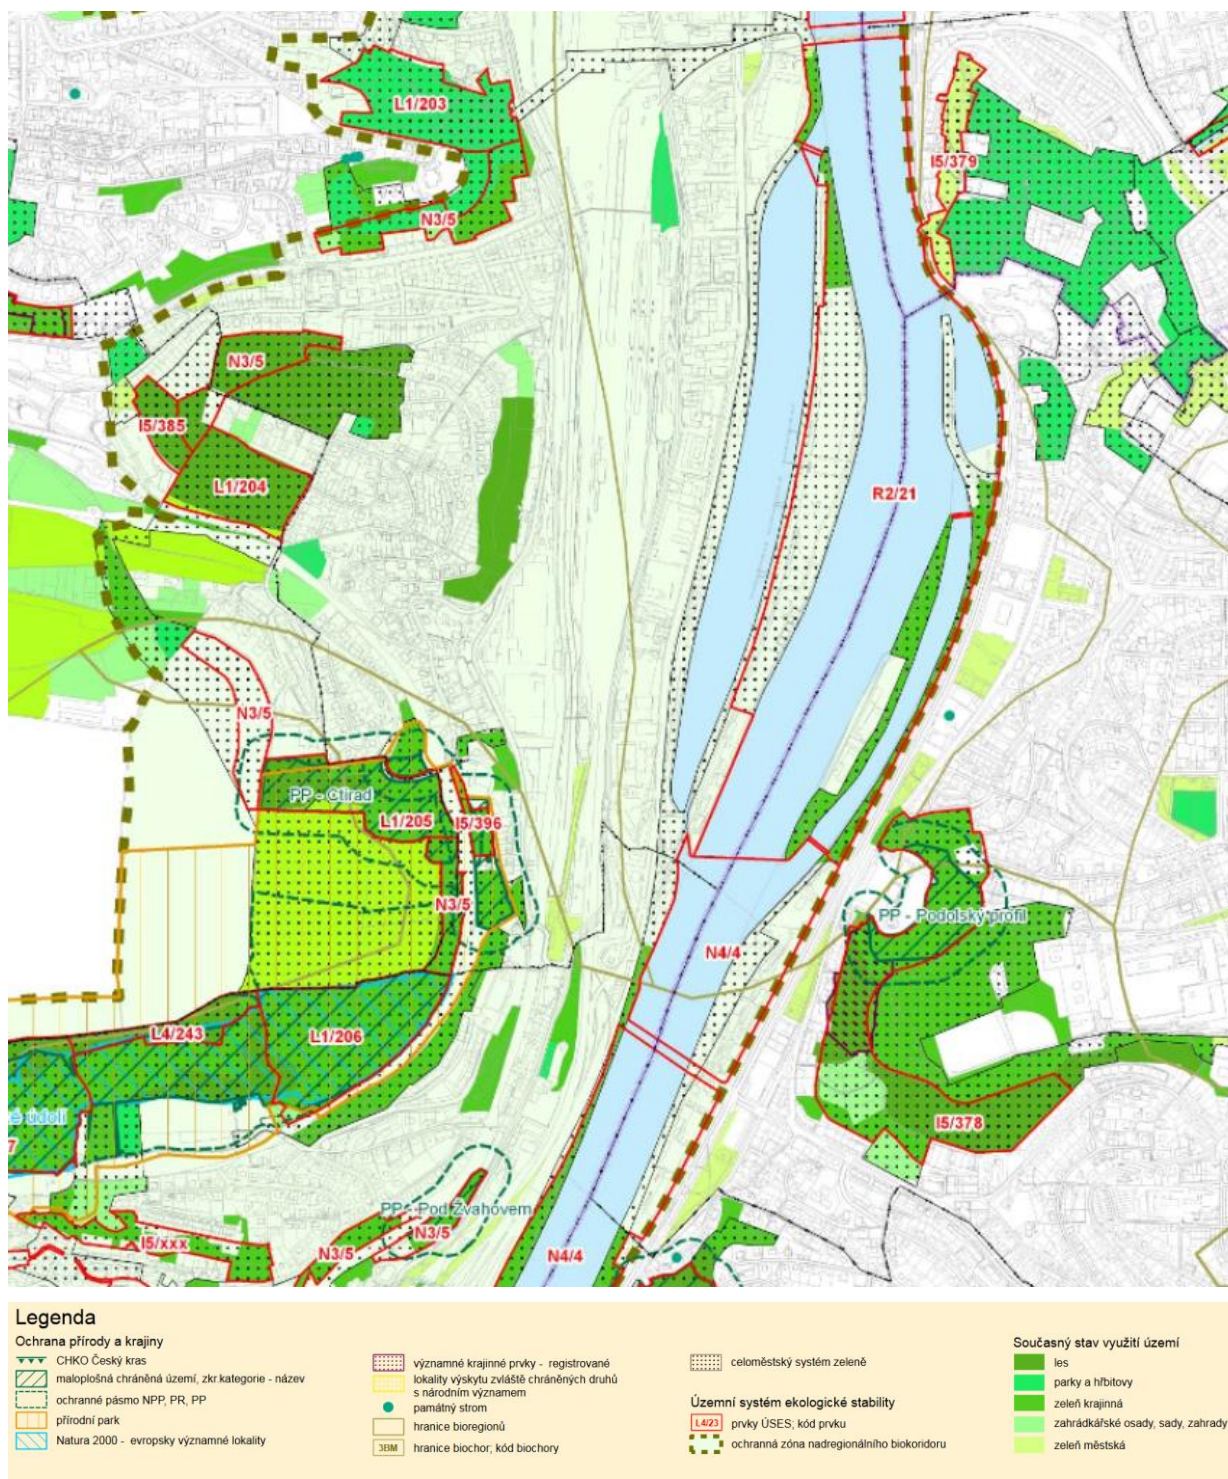 L1/203
I5/379
N3/5
N3/5
I5/385
L1/204
R2/21
N3/5
PP - Ctirad
L1/205
I5/396
N3/5
PP - Podolský profil
N4/4
L4/243
L1/206
é údolí
7
I5/378
PP - Pod Žvahovem
I5/xxx
N3/5
N3/5
N4/4
Legenda
Ochrana přírody a krajiny
CHKO Český kras
maloplošná chráněná území, zkr.kategorie - název
ochranné pásmo NPP, PR, PP
přírodní park
Natura 2000 - evropsky významné lokality
významné krajinné prvky - registrované
lokality výskytu zvláště chráněných druhů
s národním významem
památný strom
hranice bioregionů
3BM hranice biochor; kód biochory
celoměstský systém zeleně
Územní systém ekologické stability
L4/23 prvky ÚSES; kód prvku
ochranná zóna nadregionálního biokoridoru
Současný stav využití území
les
parky a hřbitovy
zeleň krajinná
zahrádkářské osady, sady, zahrady
zeleň městská